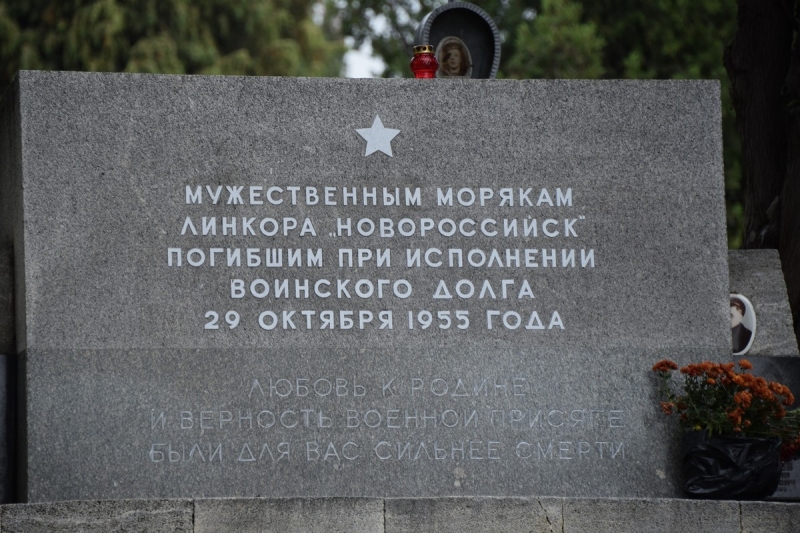 МУЖЕСТВЕННЫМ МОРЯКАМ
ЛИНКОРА „НОВОРОССИЙСК"
ПОГИБШИМ ПРИ ИСПОЛНЕНИИ
ВОИНСКОГО ДОЛГА
29 ОКТЯБРЯ 1955 ГОДА
ЛЮБОВЬ К РОДИНЕ
И ВЕРНОСТЬ ВОЕННОЙ ПРИСЯГЕ
БЫЛИ ДЛЯ ВАС СИЛЬНЕЕ СМЕРТИ